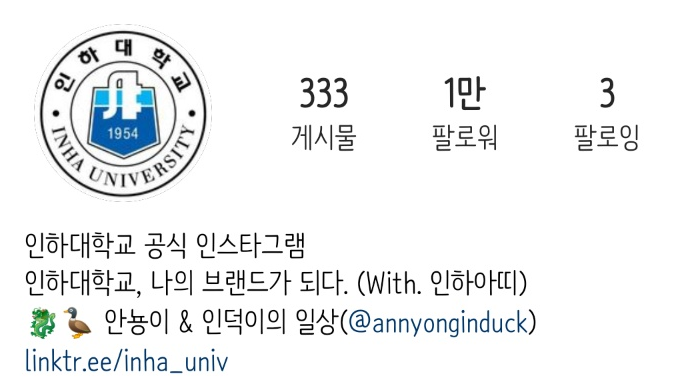 인하대학교
1954
INHA UNIVERSITY
333 1만 3
게시물 팔로워 팔로잉
인하대학교 공식 인스타그램
인하대학교, 나의 브랜드가 되다. (With. 인하아띠)
🐉🦆 안뇽이 & 인덕이의 일상(@annyonginduck)
linktr.ee/inha_univ